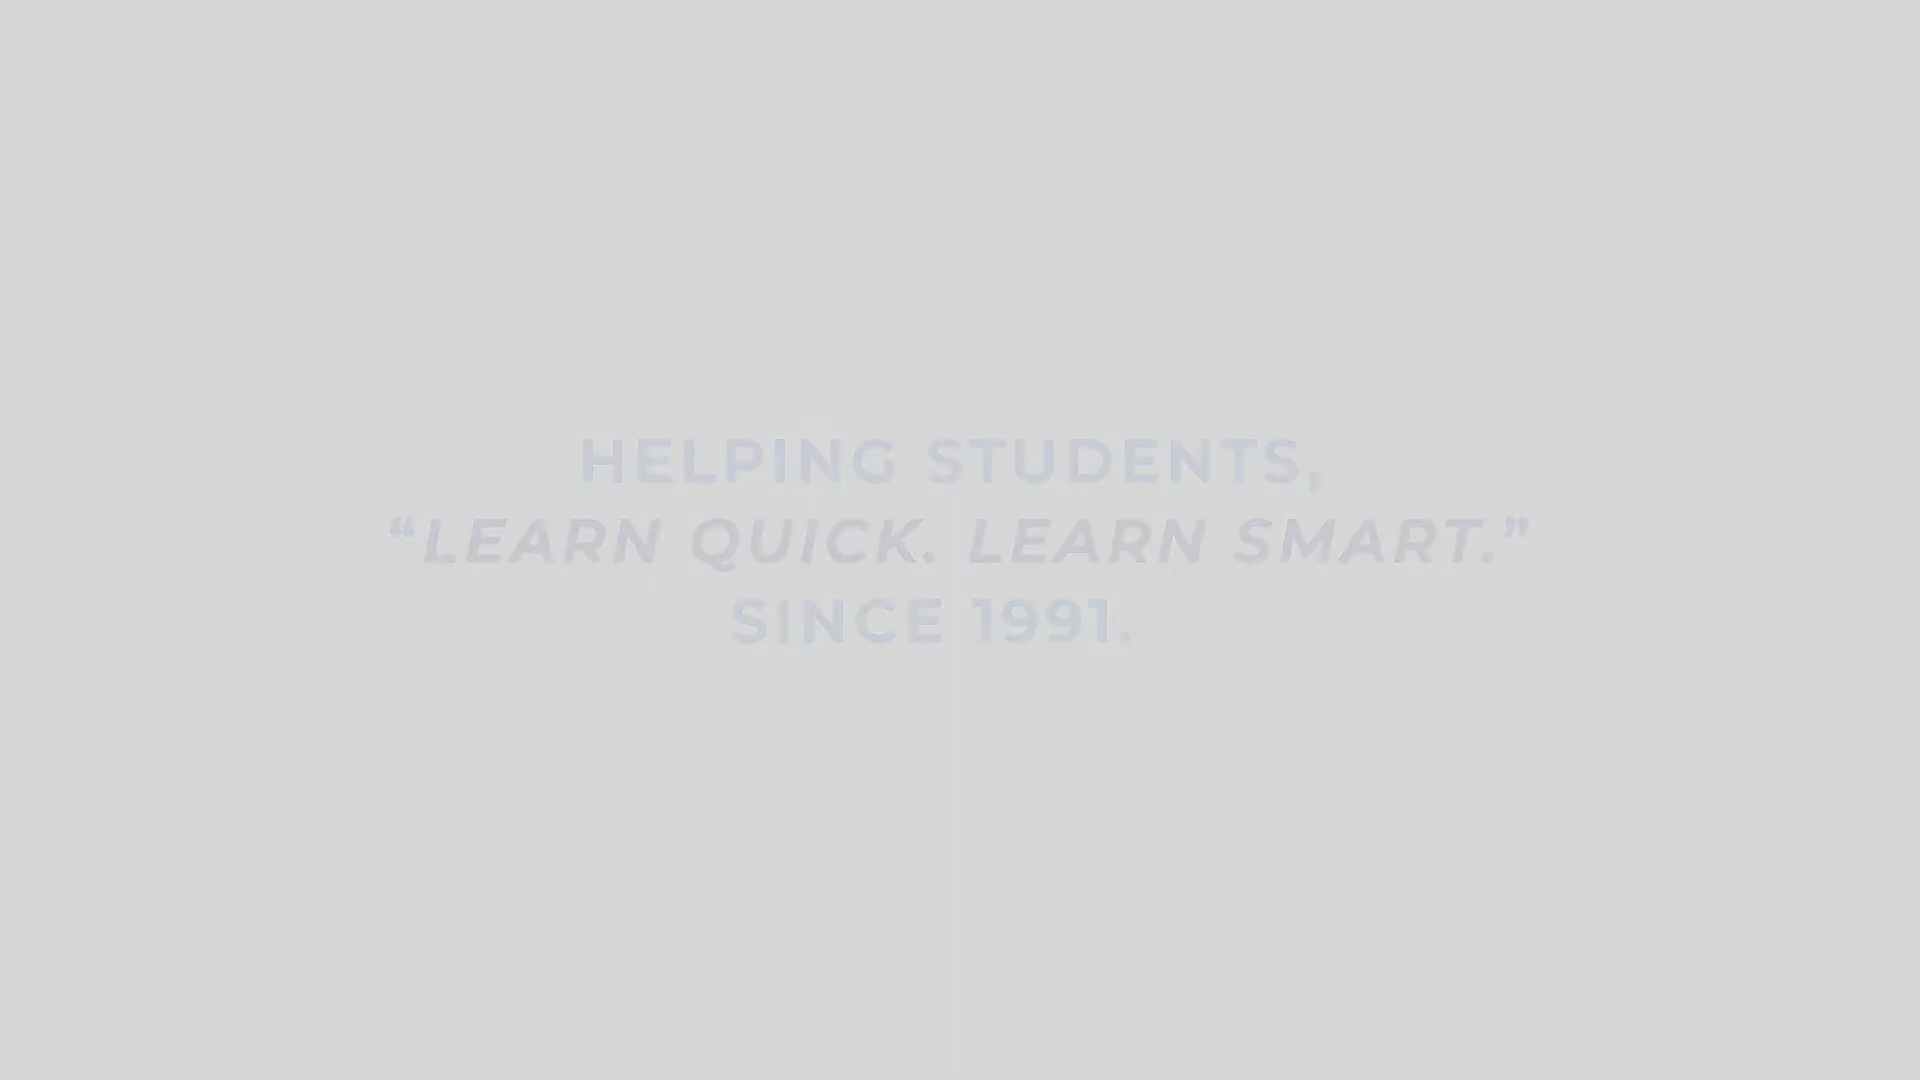 HELPING STUDENTS,
“LEARN QUICK. LEARN SMART.”
SINCE 1991.